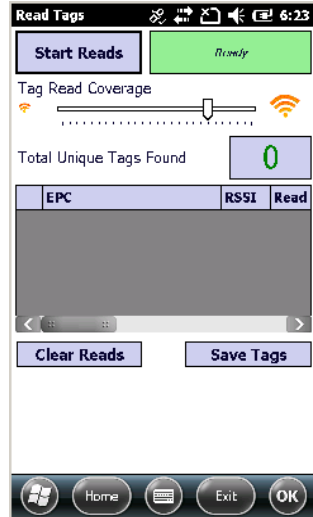 Read Tags 6:23
Start Reads Ready
Tag Read Coverage
Total Unique Tags Found 0
EPC RSSI Read
Clear Reads Save Tags
Home Exit OK